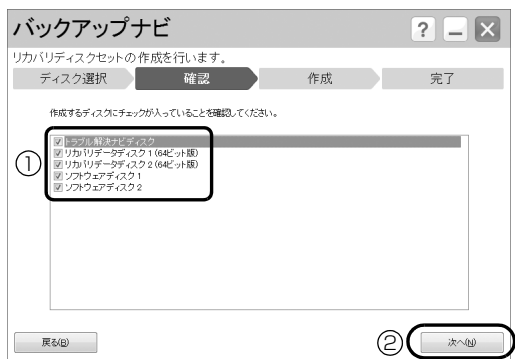 バックアップナビ
? － ×
リカバリディスクセットの作成を行います。
ディスク選択 確認 作成 完了
作成するディスクにチェックが入っていることを確認してください。
①
トラブル解決ナビディスク
リカバリデータディスク1(64ビット版)
リカバリデータディスク2(64ビット版)
ソフトウェアディスク1
ソフトウェアディスク2
戻る(B)
②
次へ(N)